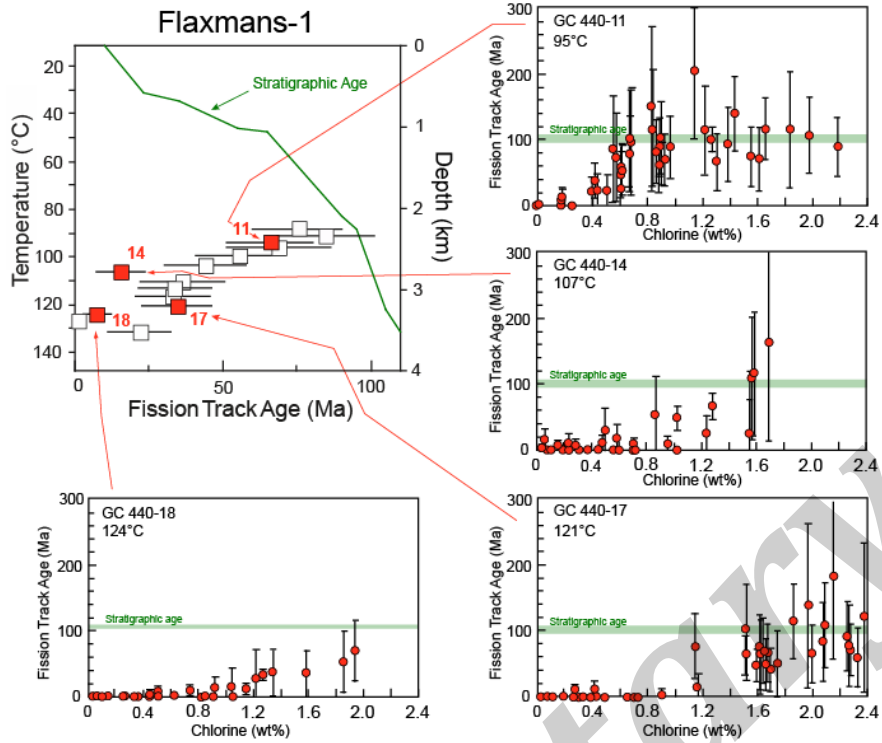 Flaxmans-1
0
20
40
60
80
100
120
140
Temperature (°C)
Stratigraphic Age
11
14
18
17
0
1
2
3
4
Depth (km)
0
50
100
Fission Track Age (Ma)
GC 440-11
95°C
Stratigraphic age
300
200
100
0
Fission Track Age (Ma)
0
0.4
0.8
1.2
1.6
2.0
2.4
Chlorine (wt%)
GC 440-14
107°C
Stratigraphic age
300
200
100
0
Fission Track Age (Ma)
0
0.4
0.8
1.2
1.6
2.0
2.4
Chlorine (wt%)
GC 440-18
124°C
Stratigraphic age
300
200
100
0
Fission Track Age (Ma)
0
0.4
0.8
1.2
1.6
2.0
2.4
Chlorine (wt%)
GC 440-17
121°C
Stratigraphic age
300
200
100
0
Fission Track Age (Ma)
0
0.4
0.8
1.2
1.6
2.0
2.4
Chlorine (wt%)
tary